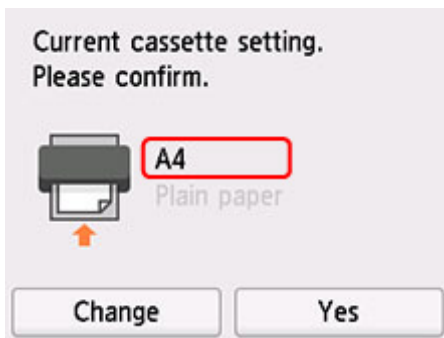 Current cassette setting.
Please confirm.
A4
Plain paper
Change
Yes